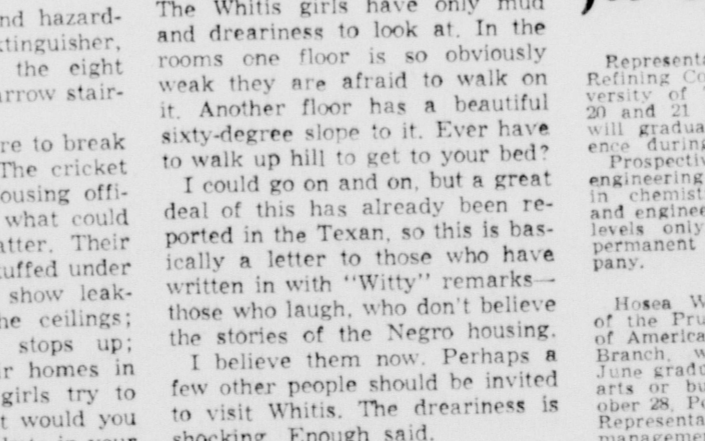 nd hazard-
tinguisher,
the eight
rrow stair-
re to break
The cricket
ousing offi-
what could
atter. Their
uffed under
show leak-
he ceilings;
stops up;
r homes in
girls try to
t would you
The Whitis girls have only mud
and dreariness to look at. In the
rooms one floor is so obviously
weak they are afraid to walk on
it. Another floor has a beautiful
sixty-degree slope to it. Ever have
to walk up hill to get to your bed?
I could go on and on, but a great
deal of this has already been re-
ported in the Texan, so this is bas-
ically a letter to those who have
written in with "Witty" remarks—
those who laugh, who don't believe
the stories of the Negro housing.
I believe them now. Perhaps a
few other people should be invited
to visit Whitis. The dreariness is
shocking. Enough said.
Representa
Refining Co
versity of
20 and 21
will gradua
ence during
Prospectiv
engineering
in chemist
and enginee
levels only
permanent
pany.
Hosea W
of the Pru
of America
Branch, w
June gradu
arts or bu
ober 28, Pe
Representa
managemen